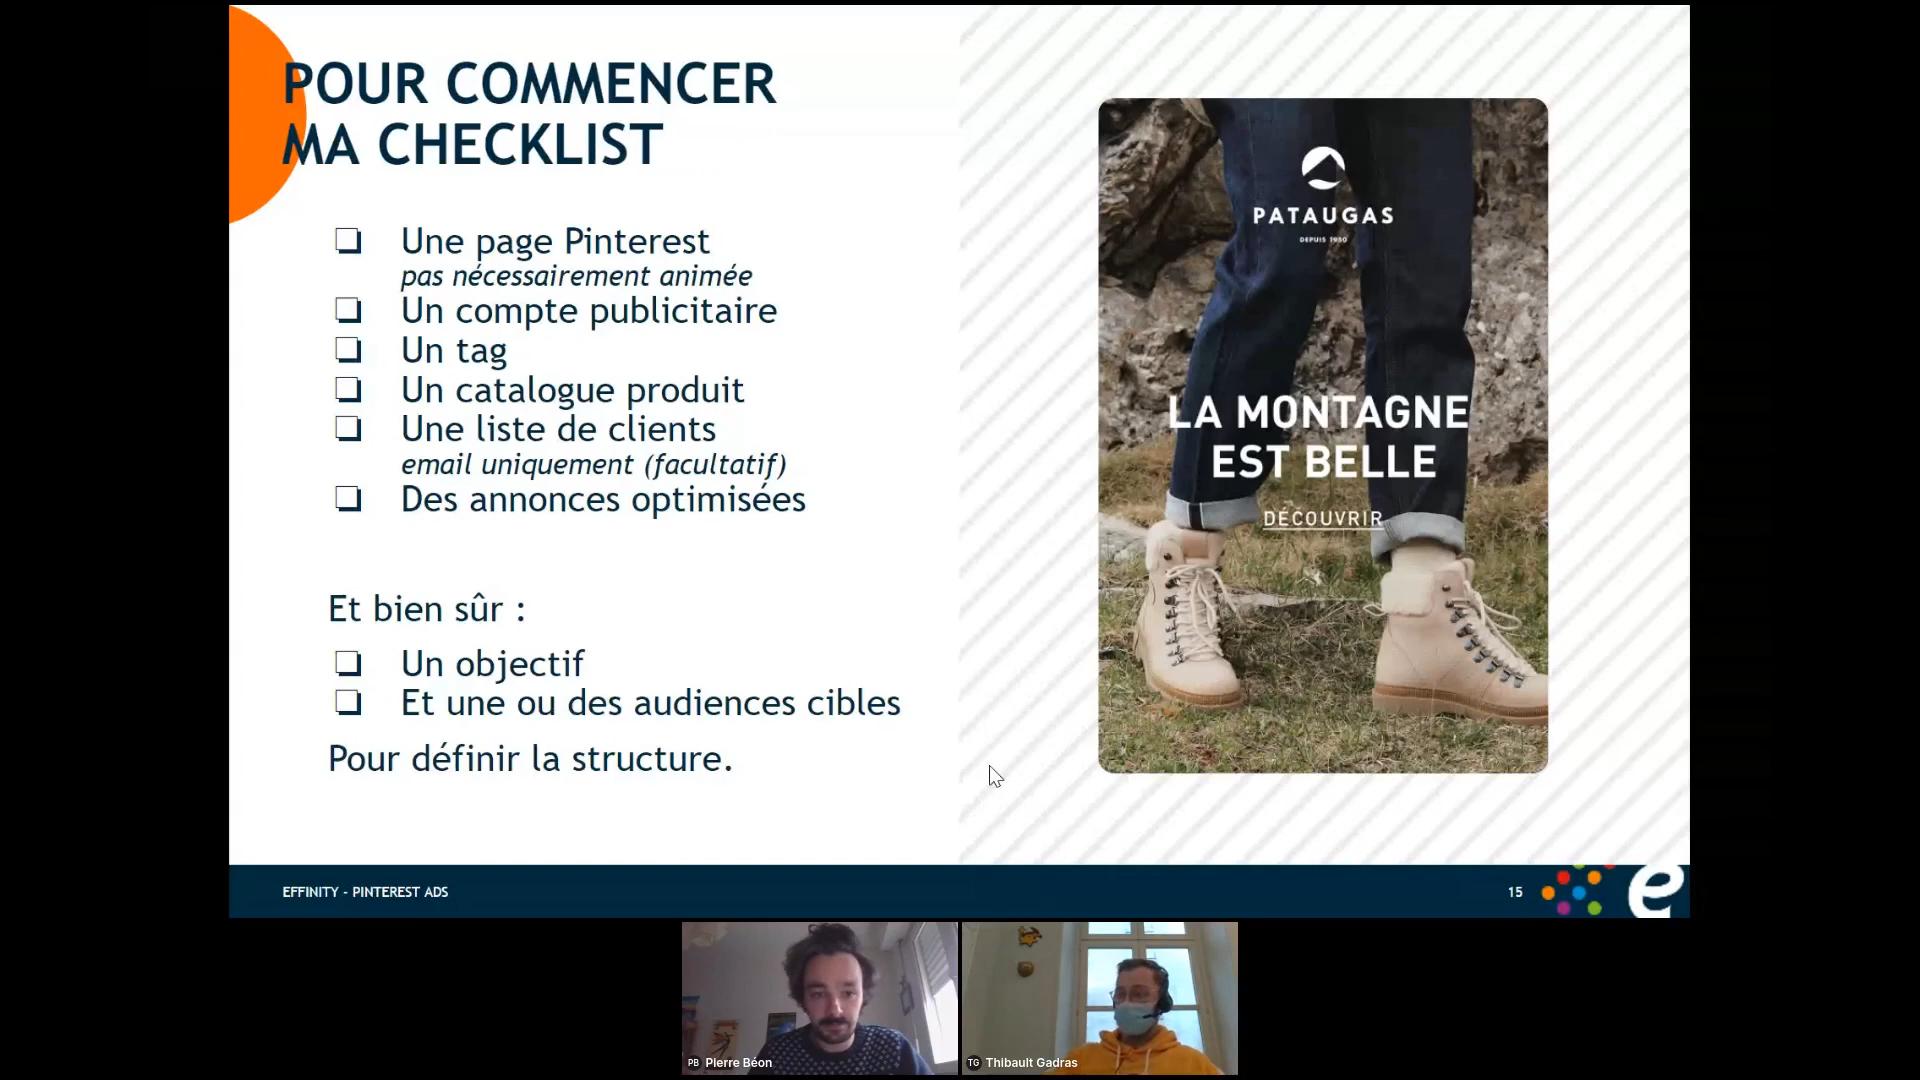 POUR COMMENCER
MA CHECKLIST
Une page Pinterest
pas nécessairement animée
Un compte publicitaire
Un tag
Un catalogue produit
Une liste de clients
email uniquement (facultatif)
Des annonces optimisées
Et bien sûr :
Un objectif
Et une ou des audiences cibles
Pour définir la structure.
PATAUGAS
DEPUIS 1950
LA MONTAGNE
EST BELLE
DÉCOUVRIR
EFFINITY - PINTEREST ADS
15
e
PB Pierre Béon
TG Thibault Gadras